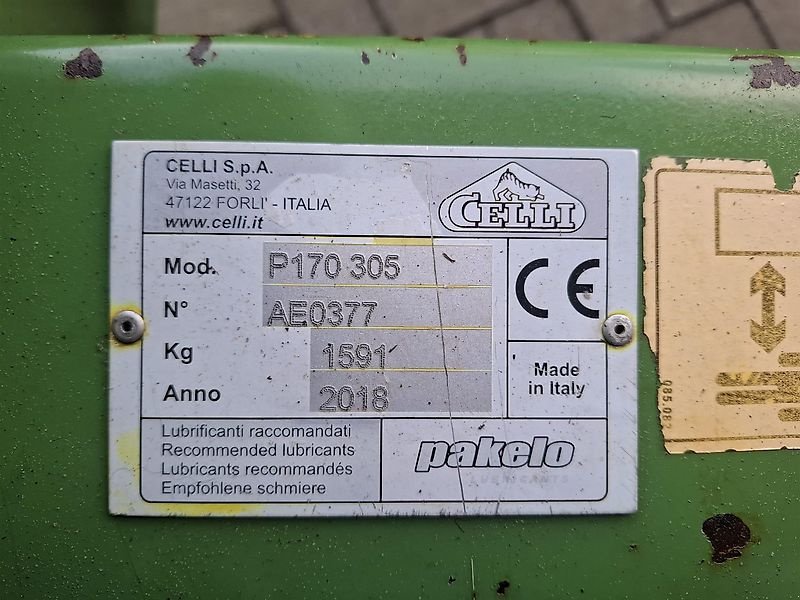 CELLI S.p.A.
Via Masetti, 32
47122 FORLI' - ITALIA
www.celli.it
CELLI
Mod. P170 305
N° AE0377
Kg 1591
Anno 2018
CE
Made
in Italy
Lubrificanti raccomandati
Recommended lubricants
Lubricants recommandés
Empfohlene schmiere
pakelo
LUBRICANTS